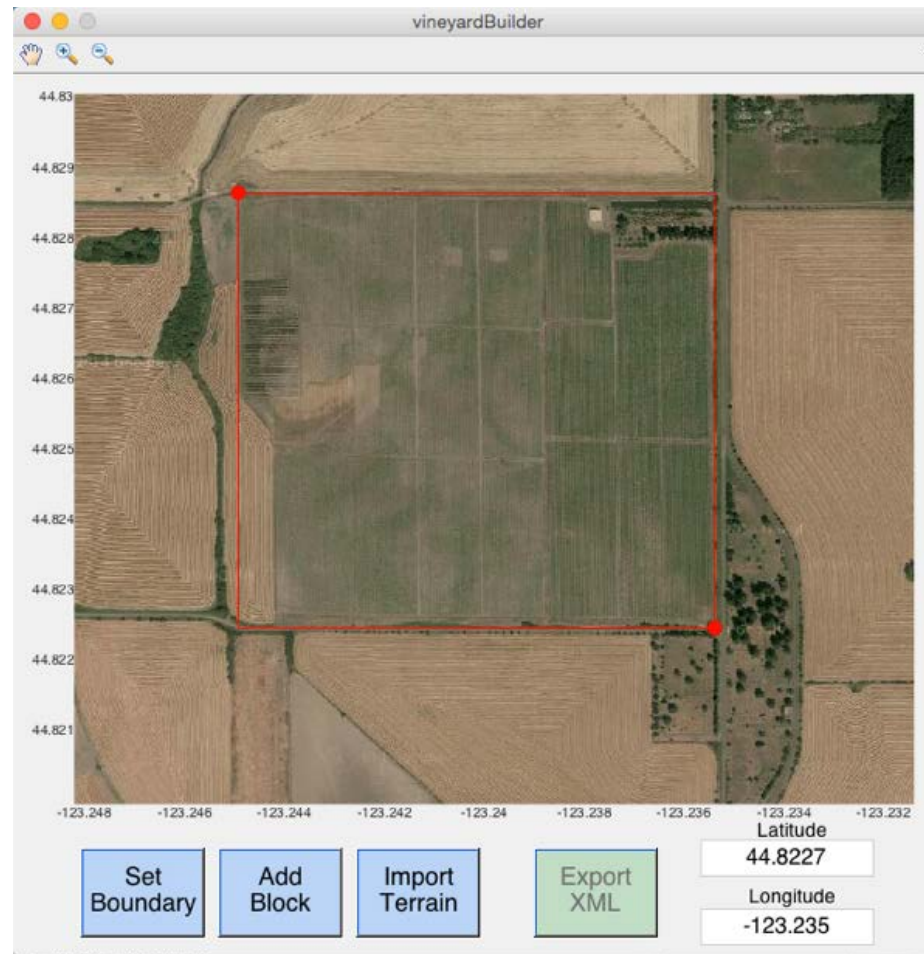 vineyardBuilder
44.83
44.829
44.828
44.827
44.826
44.825
44.824
44.823
44.822
44.821
-123.248 -123.246 -123.244 -123.242 -123.24 -123.238 -123.236 -123.234 -123.232
Set
Boundary
Add
Block
Import
Terrain
Export
XML
Latitude
44.8227
Longitude
-123.235